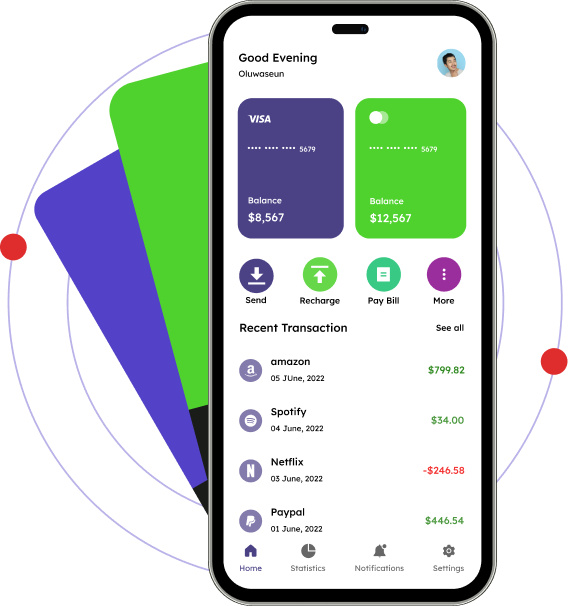 Good Evening
Oluwaseun
VISA
•••• •••• •••• 5679
•••• •••• •••• 5679
Balance
$8,567
Balance
$12,567
Send
Recharge
Pay Bill
More
Recent Transaction
See all
amazon
$799.82
05 JUne, 2022
Spotify
$34.00
04 June, 2022
Netflix
-$246.58
03 June, 2022
Paypal
$446.54
01 June, 2022
Home
Statistics
Notifications
Settings